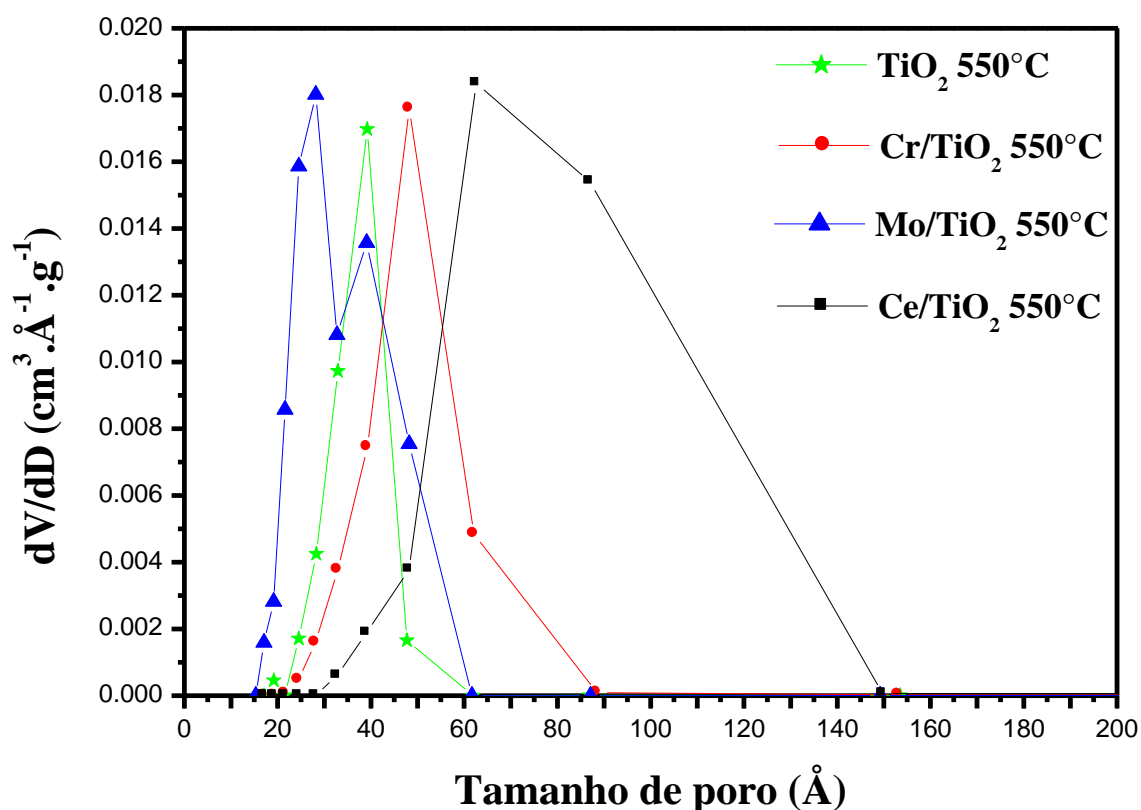 0.020
0.018
0.016
0.014
0.012
0.010
0.008
0.006
0.004
0.002
0.000
dV/dD (cm³.Å⁻¹.g⁻¹)
TiO₂ 550°C
Cr/TiO₂ 550°C
Mo/TiO₂ 550°C
Ce/TiO₂ 550°C
0 20 40 60 80 100 120 140 160 180 200
Tamanho de poro (Å)